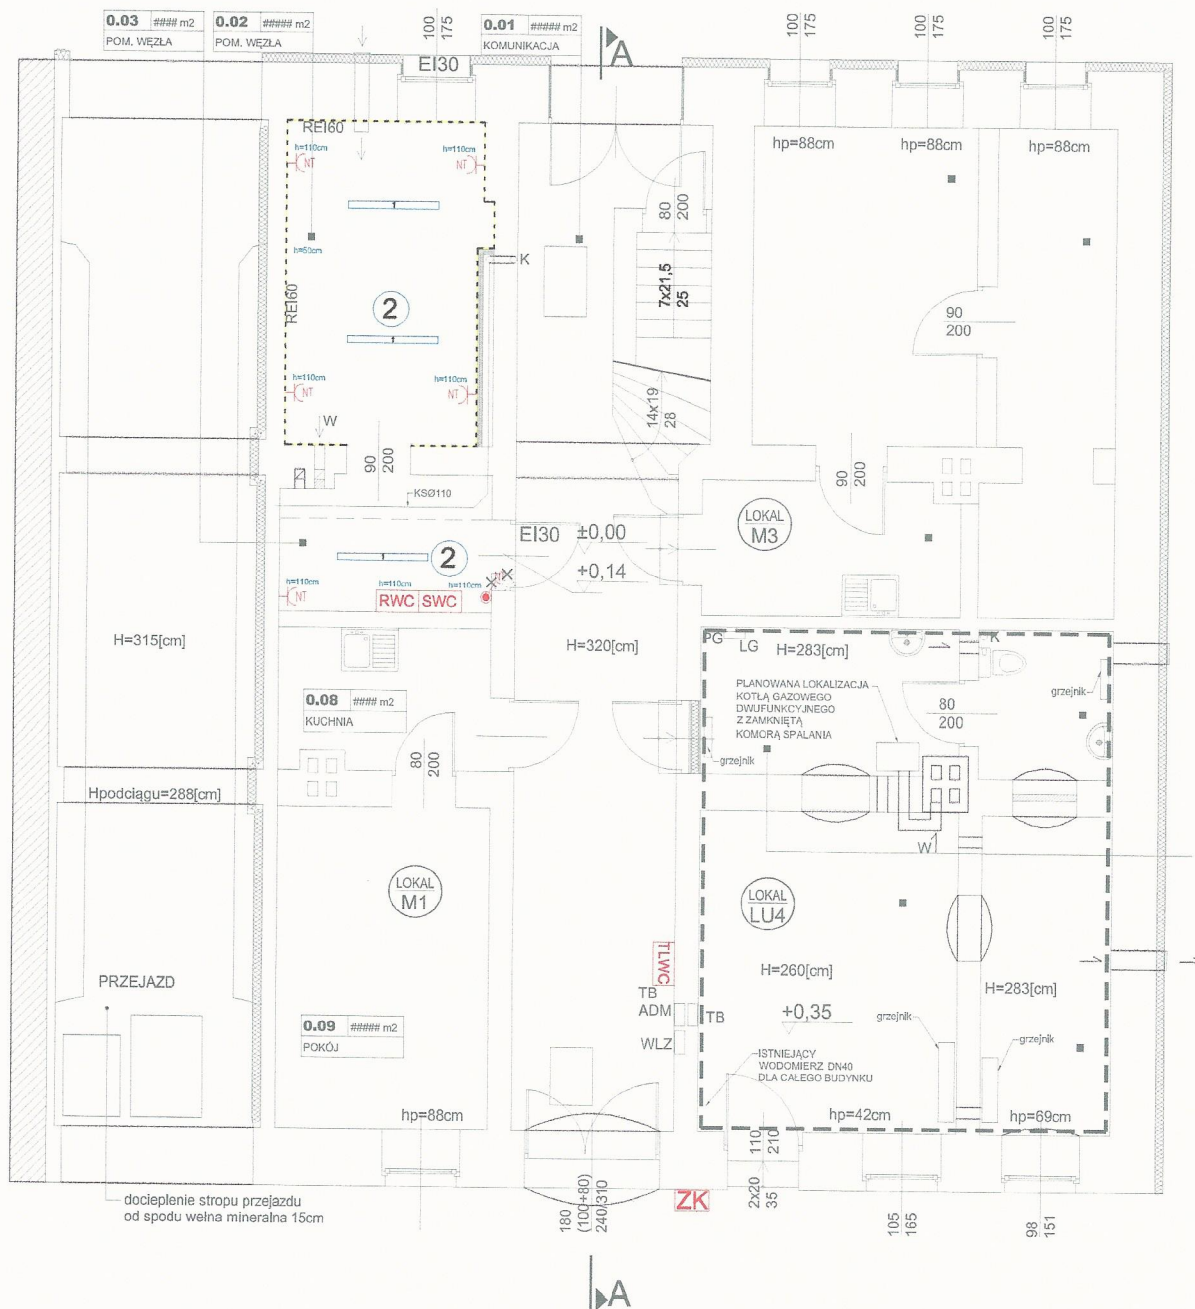 0.03 #### m2
POM. WĘZŁA
0.02 ##### m2
POM. WĘZŁA
100
175
0.01 ##### m2
KOMUNIKACJA
A
100
175
100
175
100
175
EI30
REI60
h=110cm
NT
h=110cm
NT
hp=88cm
hp=88cm
hp=88cm
1
80
200
h=50cm
K
7x21,5
25
REI60
2
90
200
1
h=110cm
NT
h=110cm
NT
14x19
28
W
90
200
90
200
KSØ110
LOKAL
M3
EI30
±0,00
1
2
+0,14
h=110cm
NT
h=110cm
h=110cm
NT
RWC
SWC
H=315[cm]
H=320[cm]
PG
LG
H=283[cm]
K
PLANOWANA LOKALIZACJA
KOTŁA GAZOWEGO
DWUFUNKCYJNEGO
Z ZAMKNIĘTĄ
KOMORĄ SPALANIA
grzejnik
0.08 #### m2
KUCHNIA
80
200
80
200
grzejnik
Hpodciągu=288[cm]
W
LOKAL
M1
LOKAL
LU4
TLWC
H=260[cm]
PRZEJAZD
H=283[cm]
TB
ADM
TB
+0,35
grzejnik
0.09 ##### m2
POKÓJ
WLZ
grzejnik
ISTNIEJĄCY
WODOMIERZ DN40
DLA CAŁEGO BUDYNKU
hp=88cm
hp=42cm
hp=69cm
110
210
docieplenie stropu przejazdu
od spodu wełna mineralna 15cm
180
(100+80)
240/310
ZK
2x20
35
105
165
98
151
A